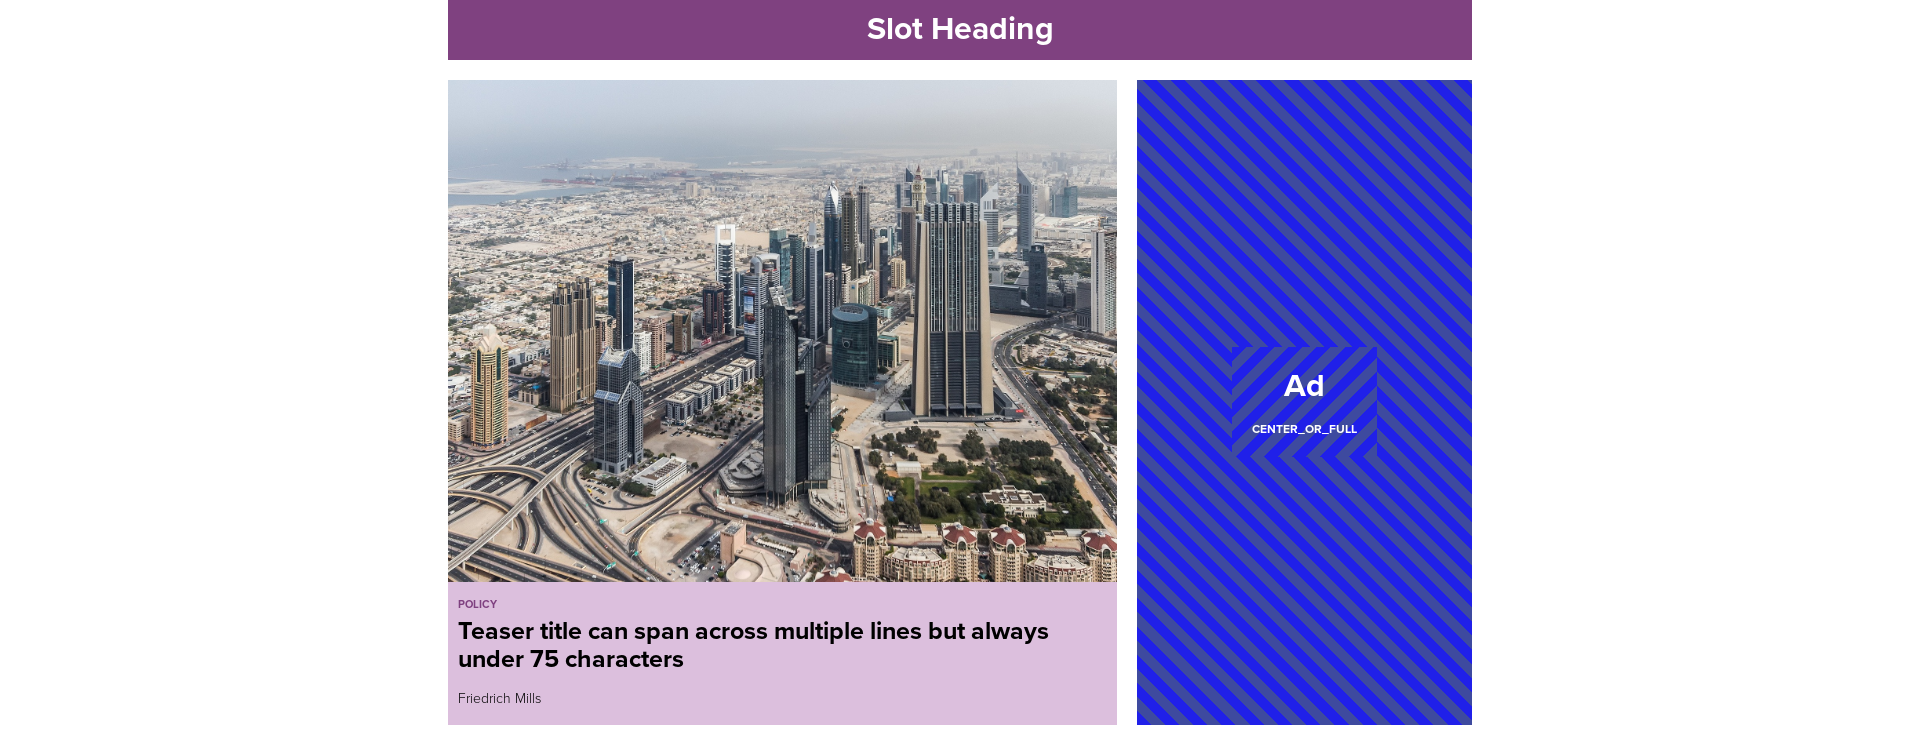 Slot Heading
POLICY
Teaser title can span across multiple lines but always
under 75 characters
Friedrich Mills
Ad
CENTER_OR_FULL